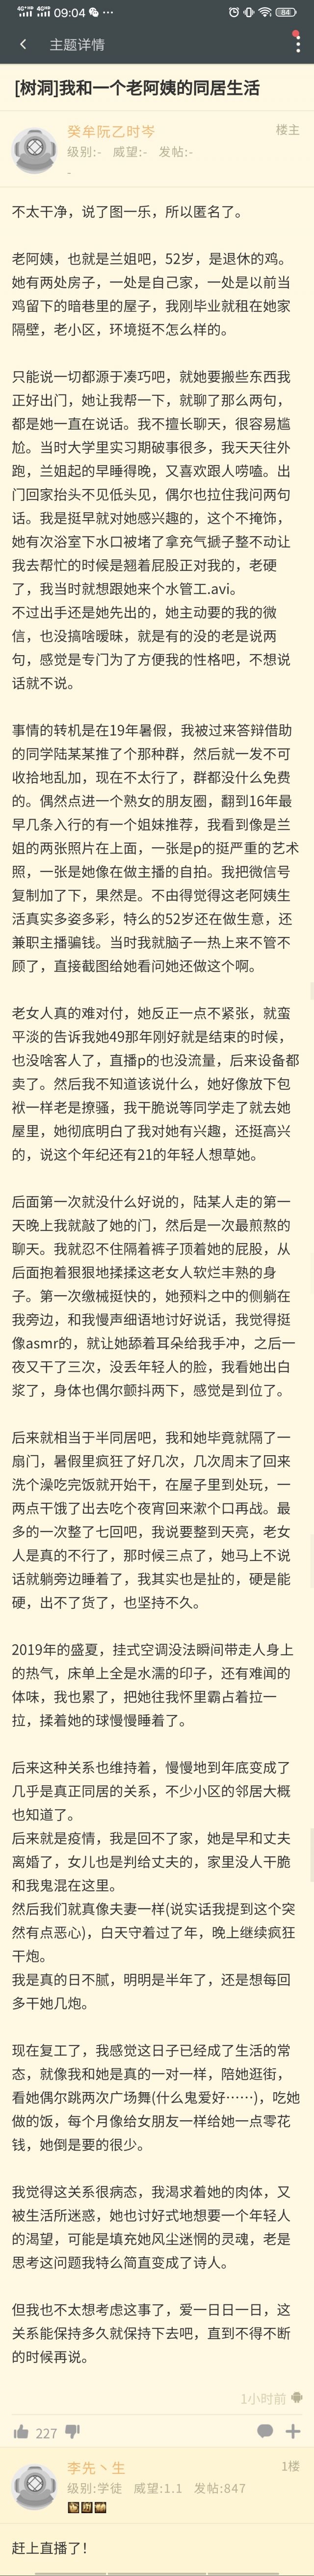 09:04
84
主题详情
[树洞]我和一个老阿姨的同居生活
癸牟阮乙时岑
楼主
级别:- 威望:- 发帖:-
-
不太干净，说了图一乐，所以匿名了。
老阿姨，也就是兰姐吧，52岁，是退休的鸡。
她有两处房子，一处是自己家，一处是以前当
鸡留下的暗巷里的屋子，我刚毕业就租在她家
隔壁，老小区，环境挺不怎么样的。
只能说一切都源于凑巧吧，就她要搬些东西我
正好出门，她让我帮一下，就聊了那么两句，
都是她一直在说话。我不擅长聊天，很容易尴
尬。当时大学里实习期破事很多，我天天往外
跑，兰姐起的早睡得晚，又喜欢跟人唠嗑。出
门回家抬头不见低头见，偶尔也拉住我问两句
话。我是挺早就对她感兴趣的，这个不掩饰，
她有次浴室下水口被堵了拿充气搋子整不动让
我去帮忙的时候是翘着屁股正对我的，老硬
了，我当时就想跟她来个水管工.avi。
不过出手还是她先出的，她主动要的我的微
信，也没搞啥暧昧，就是有的没的老是说两
句，感觉是专门为了方便我的性格吧，不想说
话就不说。
事情的转机是在19年暑假，我被过来答辩借助
的同学陆某某推了个那种群，然后就一发不可
收拾地乱加，现在不太行了，群都没什么免费
的。偶然点进一个熟女的朋友圈，翻到16年最
早几条入行的有一个姐妹推荐，我看到像是兰
姐的两张照片在上面，一张是p的挺严重的艺术
照，一张是她像在做主播的自拍。我把微信号
复制加了下，果然是。不由得觉得这老阿姨生
活真实多姿多彩，特么的52岁还在做生意，还
兼职主播骗钱。当时我就脑子一热上来不管不
顾了，直接截图给她看问她还做这个啊。
老女人真的难对付，她反正一点不紧张，就蛮
平淡的告诉我她49那年刚好就是结束的时候，
也没啥客人了，直播p的也没流量，后来设备都
卖了。然后我不知道该说什么，她好像放下包
袱一样老是撩骚，我干脆说等同学走了就去她
屋里，她彻底明白了我对她有兴趣，还挺高兴
的，说这个年纪还有21的年轻人想草她。
后面第一次就没什么好说的，陆某人走的第一
天晚上我就敲了她的门，然后是一次最煎熬的
聊天。我就忍不住隔着裤子顶着她的屁股，从
后面抱着狠狠地揉揉这老女人软烂丰熟的身
子。第一次缴械挺快的，她预料之中的侧躺在
我旁边，和我慢声细语地讨好说话，我觉得挺
像asmr的，就让她舔着耳朵给我手冲，之后一
夜又干了三次，没丢年轻人的脸，我看她出白
浆了，身体也偶尔颤抖两下，感觉是到位了。
后来就相当于半同居吧，我和她毕竟就隔了一
扇门，暑假里疯狂了好几次，几次周末了回来
洗个澡吃完饭就开始干，在屋子里到处玩，一
两点干饿了出去吃个夜宵回来漱个口再战。最
多的一次整了七回吧，我说要整到天亮，老女
人是真的不行了，那时候三点了，她马上不说
话就躺旁边睡着了，我其实也是扯的，硬是能
硬，出不了货了，也坚持不久。
2019年的盛夏，挂式空调没法瞬间带走人身上
的热气，床单上全是水濡的印子，还有难闻的
体味，我也累了，把她往我怀里霸占着拉一
拉，揉着她的球慢慢睡着了。
后来这种关系也维持着，慢慢地到年底变成了
几乎是真正同居的关系，不少小区的邻居大概
也知道了。
后来就是疫情，我是回不了家，她是早和丈夫
离婚了，女儿也是判给丈夫的，家里没人干脆
和我鬼混在这里。
然后我们就真像夫妻一样(说实话我提到这个突
然有点恶心)，白天守着过了年，晚上继续疯狂
干炮。
我是真的日不腻，明明是半年了，还是想每回
多干她几炮。
现在复工了，我感觉这日子已经成了生活的常
态，就像我和她是真的一对一样，陪她逛街，
看她偶尔跳两次广场舞(什么鬼爱好……)，吃她
做的饭，每个月像给女朋友一样给她一点零花
钱，她倒是要的很少。
我觉得这关系很病态，我渴求着她的肉体，又
被生活所迷惑，她也讨好式地想要一个年轻人
的渴望，可能是填充她风尘迷惘的灵魂，老是
思考这问题我特么简直变成了诗人。
但我也不太想考虑这事了，爱一日日一日，这
关系能保持多久就保持下去吧，直到不得不断
的时候再说。
1小时前
227
李先丶生
1楼
级别:学徒 威望:1.1 发帖:847
赶上直播了！